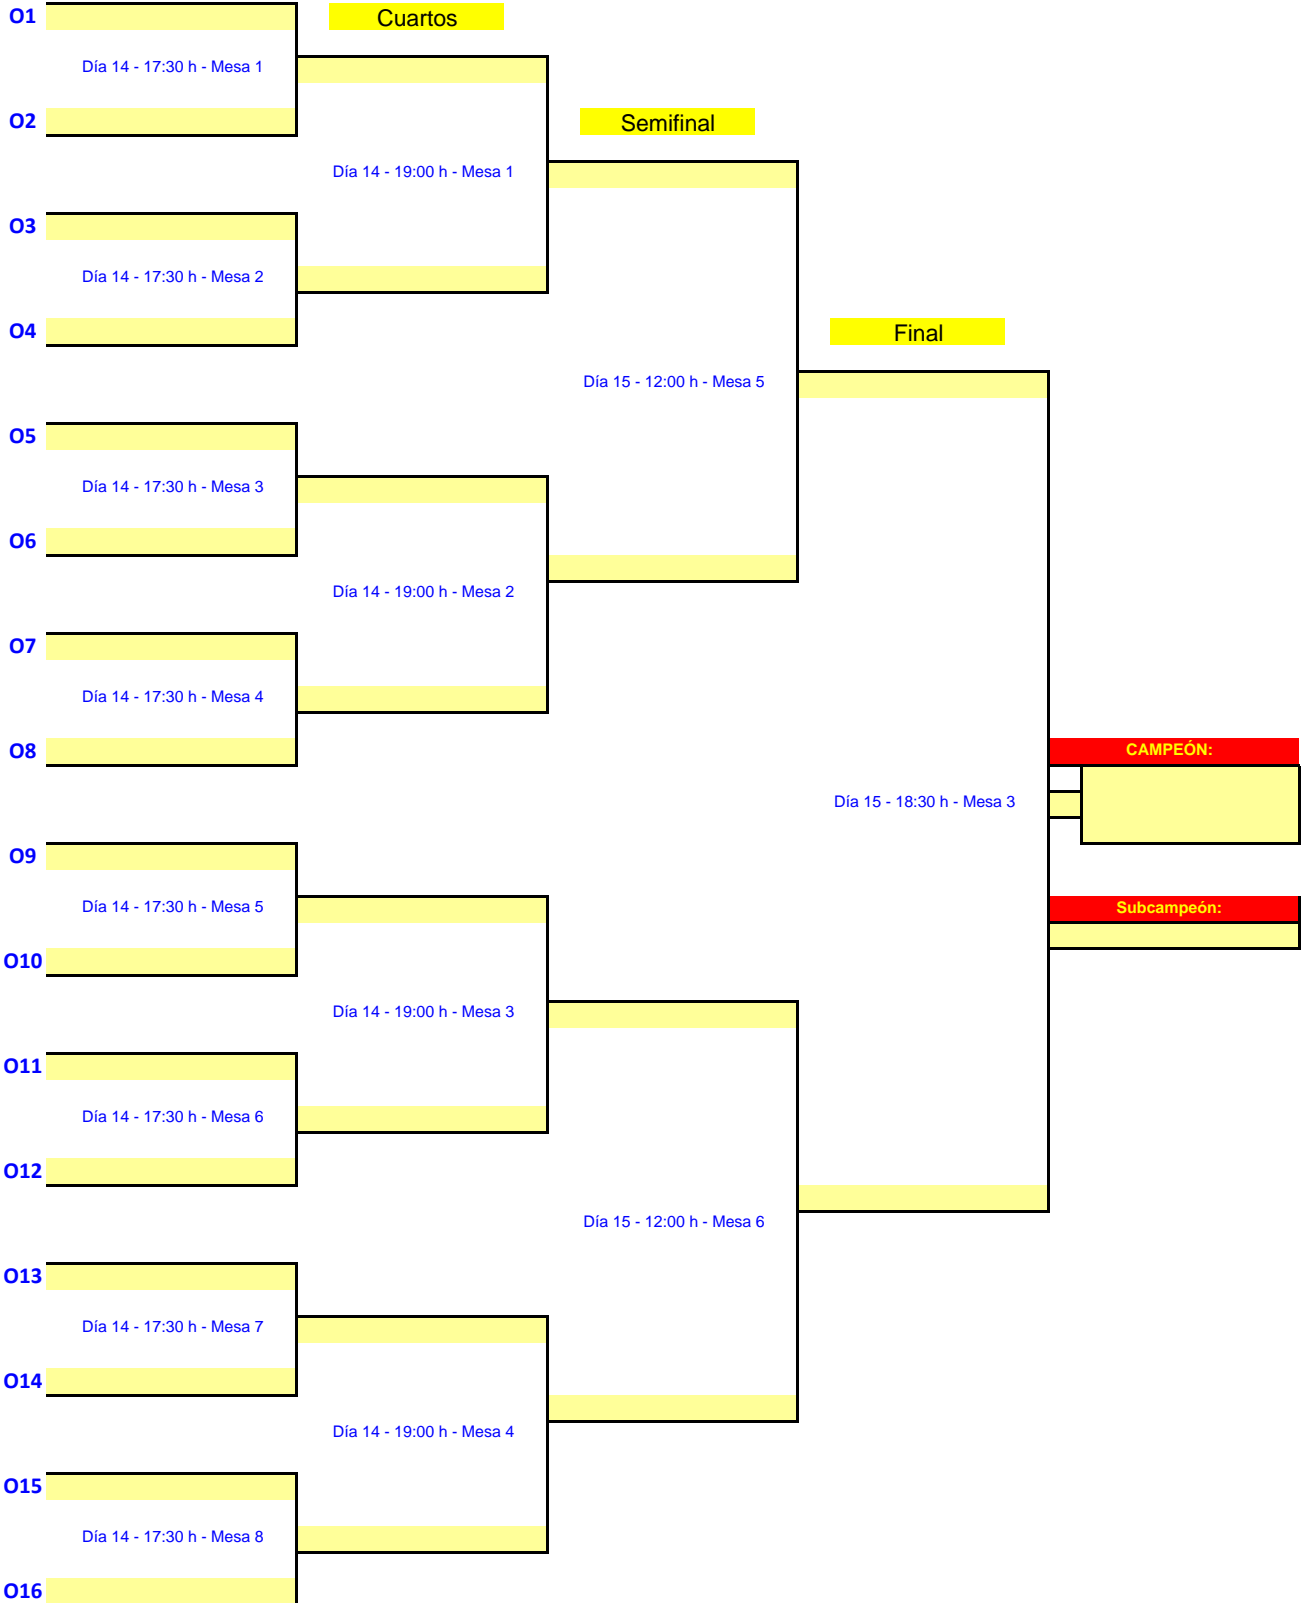 O1
Cuartos
Día 14 - 17:30 h - Mesa 1
O2
Semifinal
Día 14 - 19:00 h - Mesa 1
O3
Día 14 - 17:30 h - Mesa 2
O4
Final
Día 15 - 12:00 h - Mesa 5
O5
Día 14 - 17:30 h - Mesa 3
O6
Día 14 - 19:00 h - Mesa 2
O7
Día 14 - 17:30 h - Mesa 4
O8
CAMPEÓN:
Día 15 - 18:30 h - Mesa 3
O9
Día 14 - 17:30 h - Mesa 5
Subcampeón:
O10
Día 14 - 19:00 h - Mesa 3
O11
Día 14 - 17:30 h - Mesa 6
O12
Día 15 - 12:00 h - Mesa 6
O13
Día 14 - 17:30 h - Mesa 7
O14
Día 14 - 19:00 h - Mesa 4
O15
Día 14 - 17:30 h - Mesa 8
O16